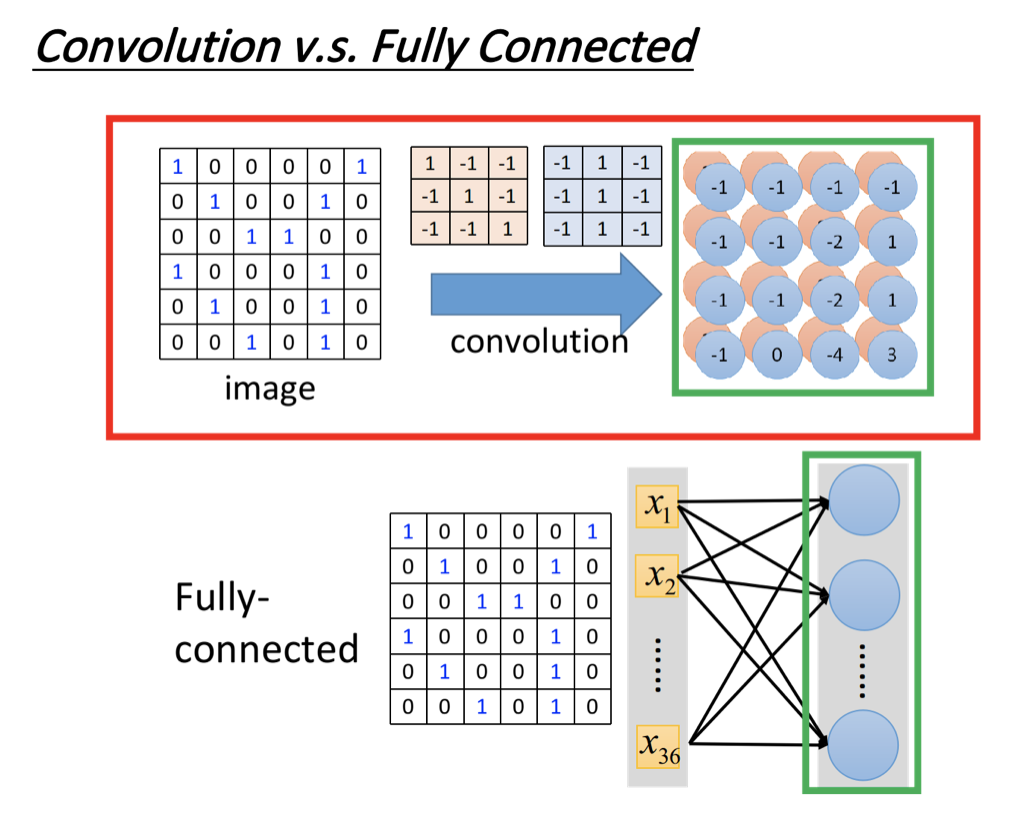 Convolution v.s. Fully Connected
1 0 0 0 0 1
0 1 0 0 1 0
0 0 1 1 0 0
1 0 0 0 1 0
0 1 0 0 1 0
0 0 1 0 1 0
image
1 -1 -1
-1 1 -1
-1 -1 1
-1 1 -1
-1 1 -1
-1 1 -1
convolution
-1 -1 -1 -1
-1 -1 -2 1
-1 -1 -2 1
-1 0 -4 3
Fully-
connected
1 0 0 0 0 1
0 1 0 0 1 0
0 0 1 1 0 0
1 0 0 0 1 0
0 1 0 0 1 0
0 0 1 0 1 0
x1
x2
......
x36
......